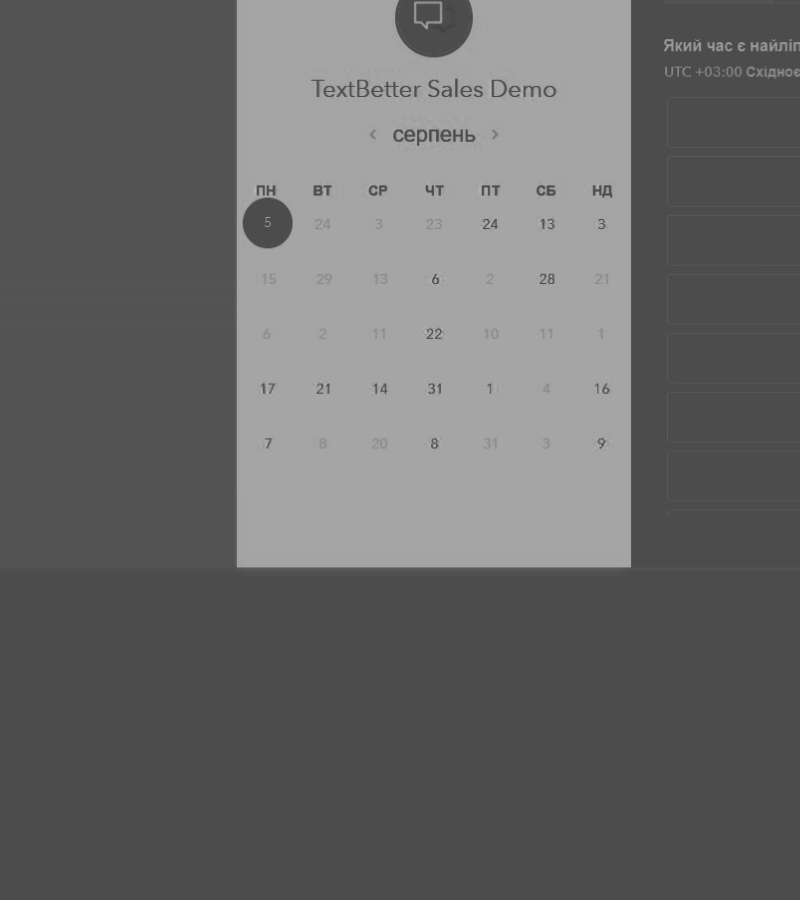 TextBetter Sales Demo
< серпень >
ПН ВТ СР ЧТ ПТ СБ НД
5 24 3 23 24 13 3
15 29 13 6 2 28 21
6 2 11 22 10 11 1
17 21 14 31 1 4 16
7 8 20 8 31 3 9
Який час є найліп
UTC +03:00 Східноє